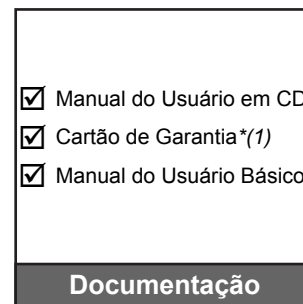 Manual do Usuário em CD
Cartão de Garantia*(1)
Manual do Usuário Básico
Documentação